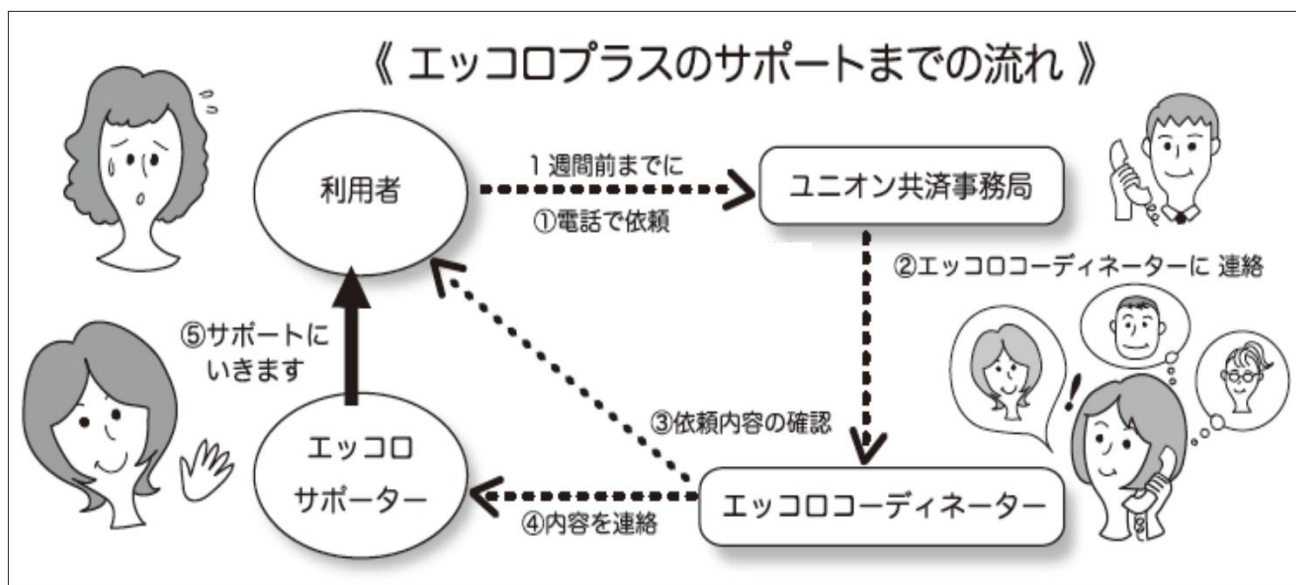 《 エッコロプラスのサポートまでの流れ 》
利用者
1週間前までに
①電話で依頼
ユニオン共済事務局
②エッコロコーディネーターに 連絡
⑤サポートに
いきます
③依頼内容の確認
エッコロ
サポーター
④内容を連絡
エッコロコーディネーター
!